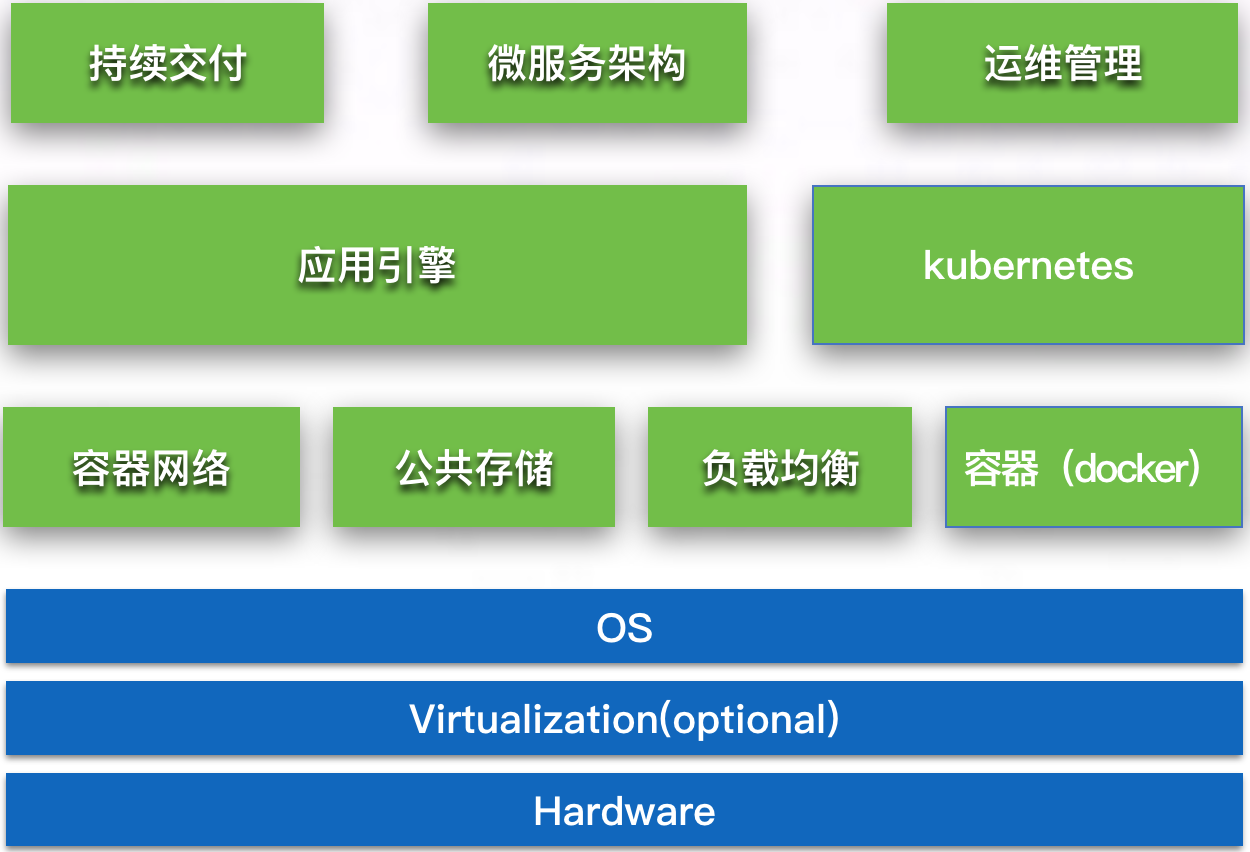 持续交付
微服务架构
运维管理
应用引擎
kubernetes
容器网络
公共存储
负载均衡
容器（docker）
OS
Virtualization(optional)
Hardware